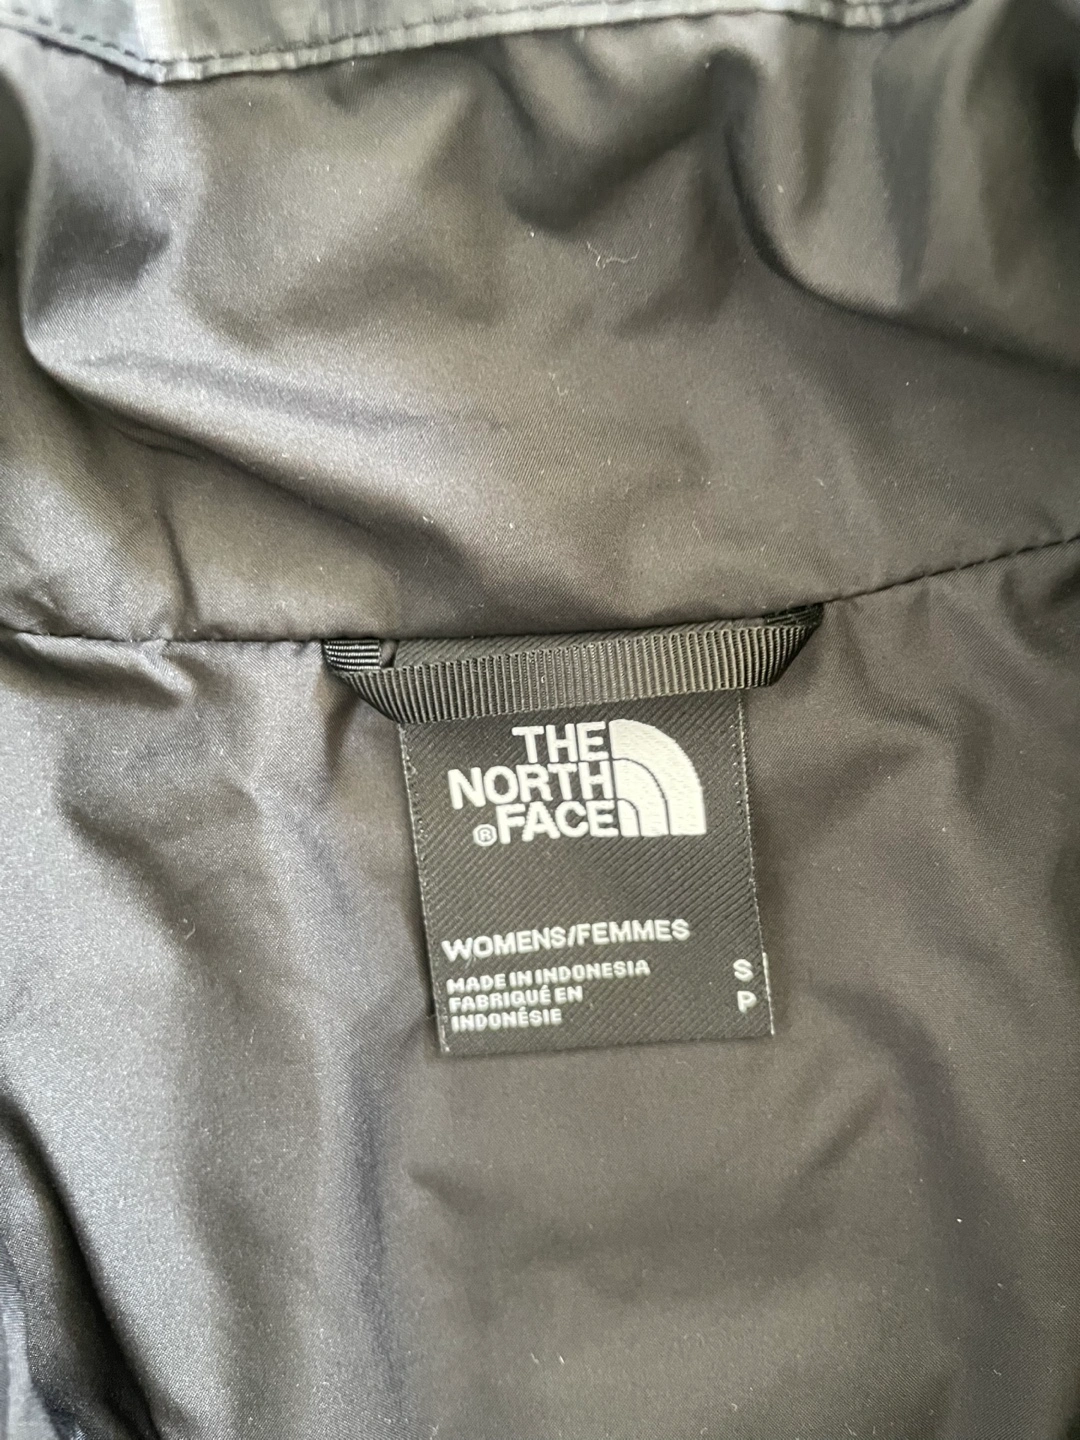 THE
NORTH
® FACE
WOMENS/FEMMES
MADE IN INDONESIA S
FABRIQUÉ EN P
INDONÉSIE